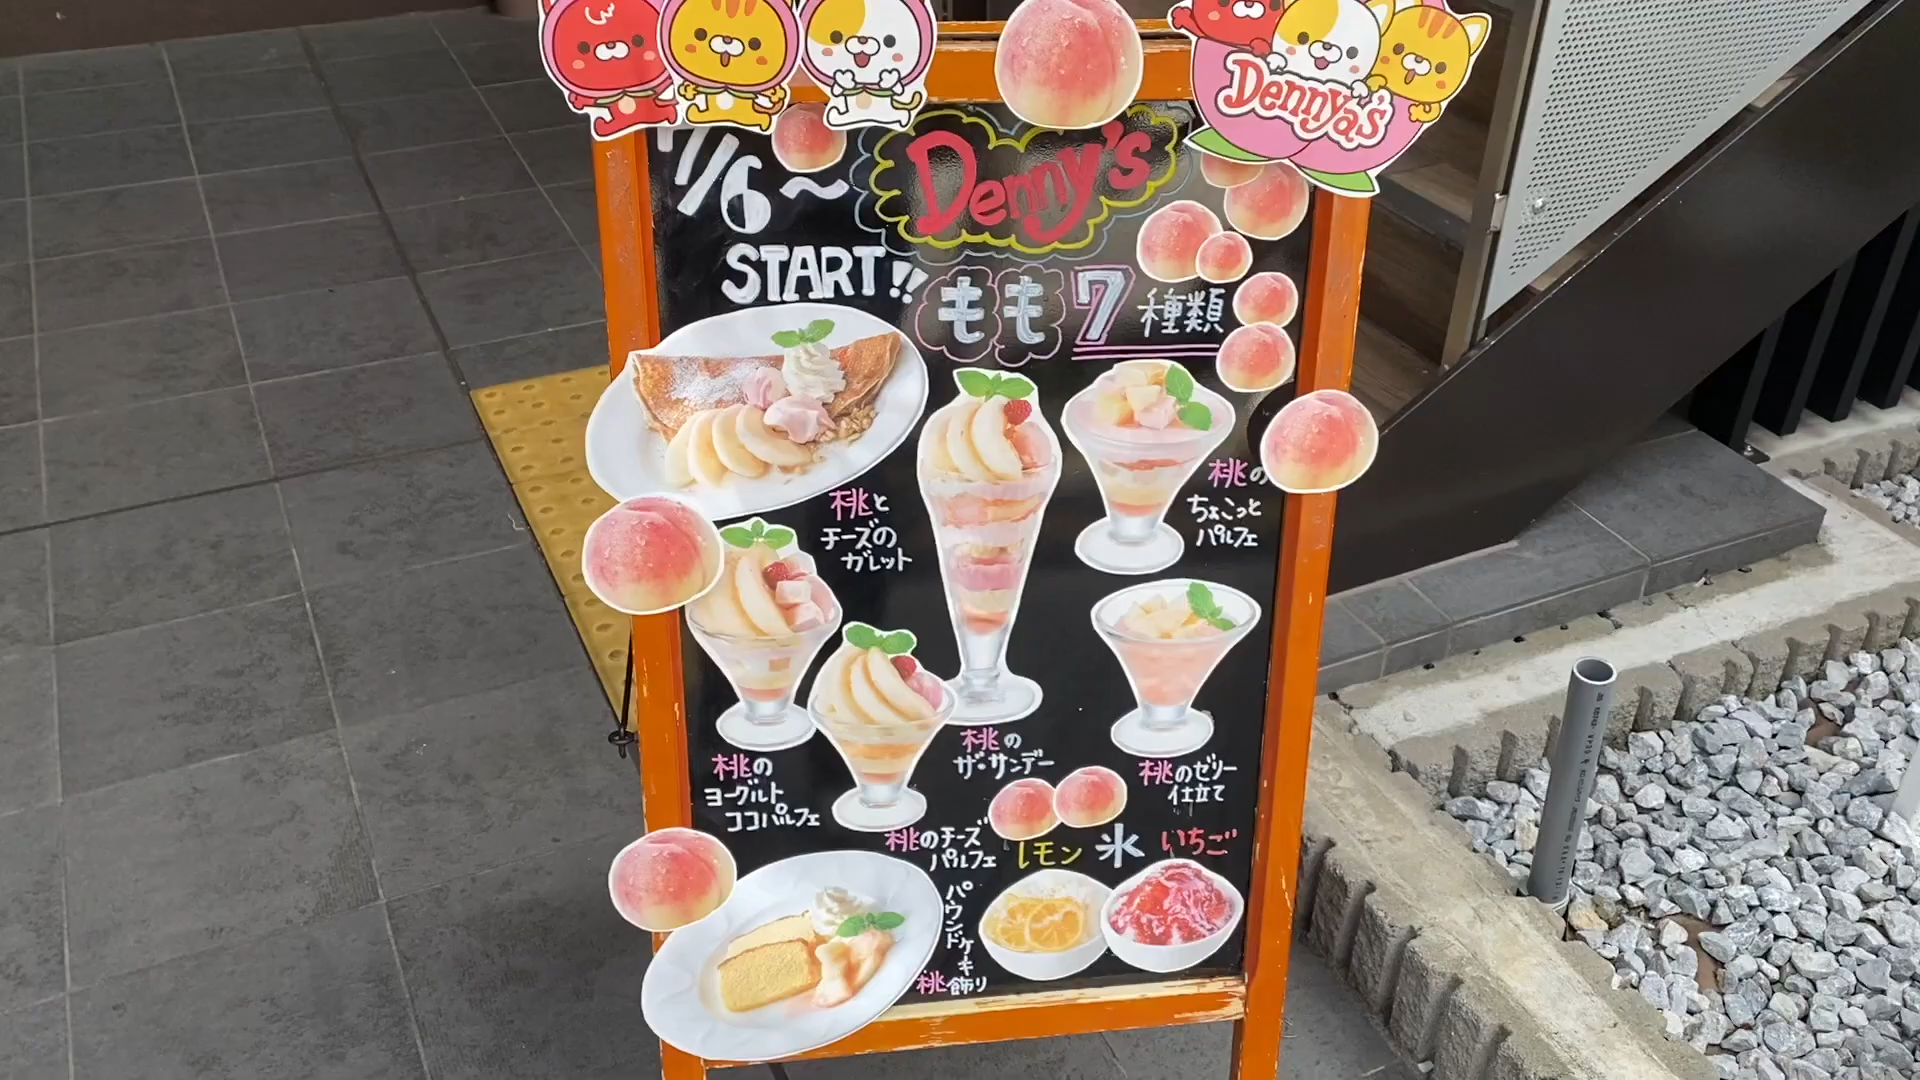 Dennya's
7/6〜
Denny's
START!!
もも7種類
桃と
チーズの
ガレット
桃の
ちょこっと
パルフェ
桃の
ヨーグルト
ココパルフェ
桃の
ザ・サンデー
桃のゼリー
仕立て
桃のチーズ
パルフェ
レモン 氷 いちご
パウンドケーキ
桃飾り